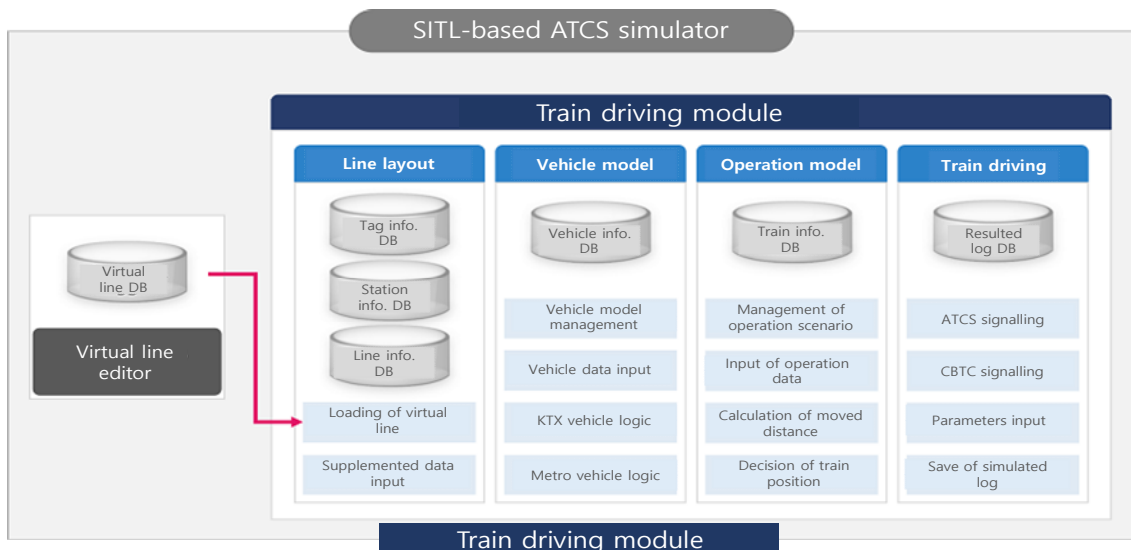 SITL-based ATCS simulator
Train driving module
Line layout
Tag info.
DB
Station
info. DB
Line info.
DB
Loading of virtual
line
Supplemented data
input
Vehicle model
Vehicle info.
DB
Vehicle model
management
Vehicle data input
KTX vehicle logic
Metro vehicle logic
Operation model
Train info.
DB
Management of
operation scenario
Input of operation
data
Calculation of moved
distance
Decision of train
position
Train driving
Resulted
log DB
ATCS signalling
CBTC signalling
Parameters input
Save of simulated
log
Virtual
line DB
Virtual line
editor
Train driving module